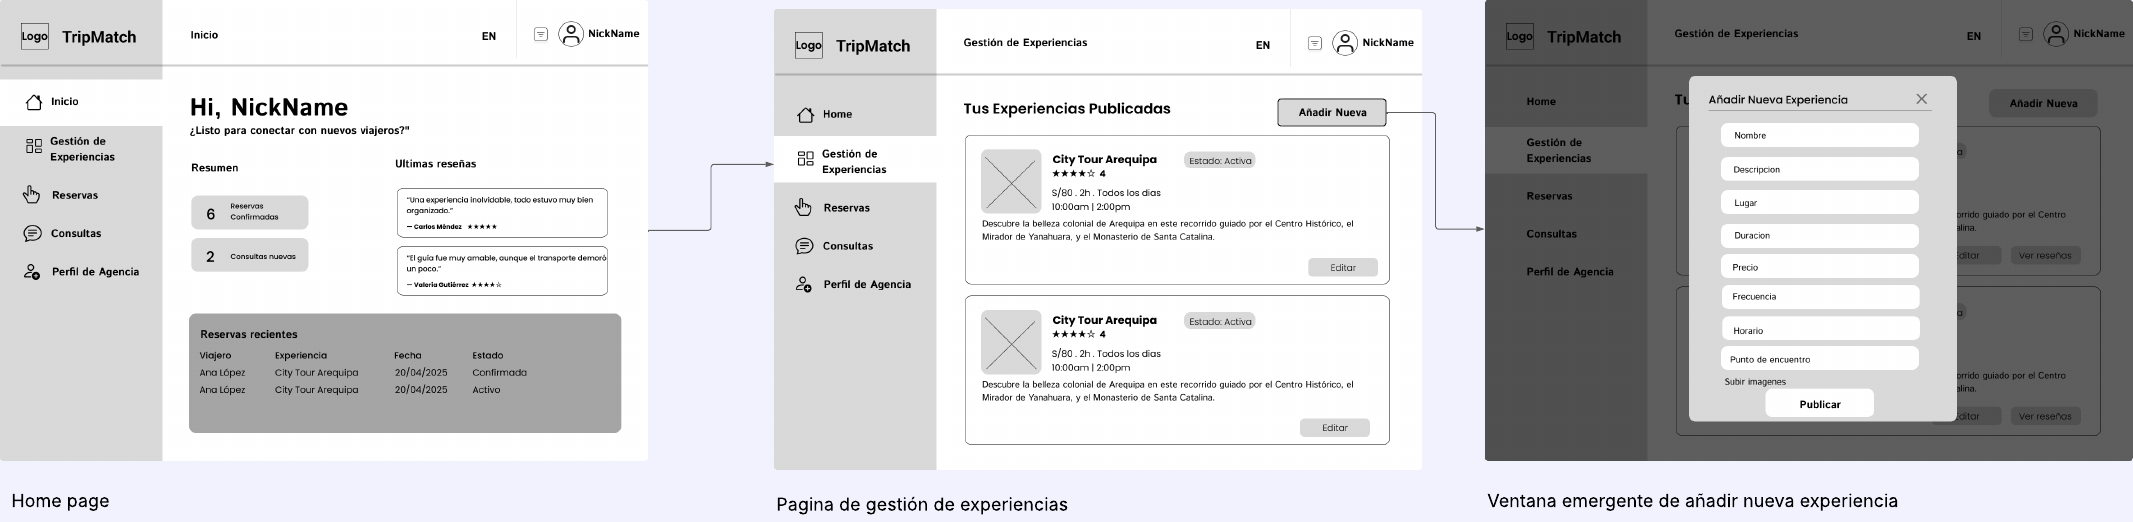 Logo
TripMatch
Inicio
EN
NickName
Inicio
Gestión de
Experiencias
Reservas
Consultas
Perfil de Agencia
Hi, NickName
¿Listo para conectar con nuevos viajeros?"
Resumen
6
Reservas
Confirmadas
2
Consultas nuevas
Ultimas reseñas
"Una experiencia inolvidable, todo estuvo muy bien
organizado."
— Carlos Méndez ★★★★★
"El guía fue muy amable, aunque el transporte demoró
un poco."
— Valeria Gutiérrez ★★★★☆
Reservas recientes
Viajero Experiencia Fecha Estado
Ana López City Tour Arequipa 20/04/2025 Confirmada
Ana López City Tour Arequipa 20/04/2025 Activo
Home page
Logo
TripMatch
Gestión de Experiencias
EN
NickName
Home
Gestión de
Experiencias
Reservas
Consultas
Perfil de Agencia
Tus Experiencias Publicadas
Añadir Nueva
City Tour Arequipa
Estado: Activa
★★★★☆ 4
S/80 . 2h . Todos los dias
10:00am | 2:00pm
Descubre la belleza colonial de Arequipa en este recorrido guiado por el Centro Histórico, el
Mirador de Yanahuara, y el Monasterio de Santa Catalina.
Editar
City Tour Arequipa
Estado: Activa
★★★★☆ 4
S/80 . 2h . Todos los dias
10:00am | 2:00pm
Descubre la belleza colonial de Arequipa en este recorrido guiado por el Centro Histórico, el
Mirador de Yanahuara, y el Monasterio de Santa Catalina.
Editar
Pagina de gestión de experiencias
Logo
TripMatch
Gestión de Experiencias
EN
NickName
Home
Gestión de
Experiencias
Reservas
Consultas
Perfil de Agencia
Tu
Añadir Nueva
Añadir Nueva Experiencia
Nombre
Descripcion
Lugar
Duracion
Precio
Frecuencia
Horario
Punto de encuentro
Subir imagenes
Publicar
a
orrido guiado por el Centro
alina.
Editar
Ver reseñas
a
orrido guiado por el Centro
alina.
Editar
Ver reseñas
Ventana emergente de añadir nueva experiencia